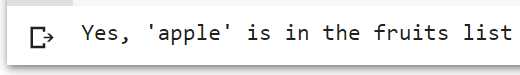 Yes, 'apple' is in the fruits list